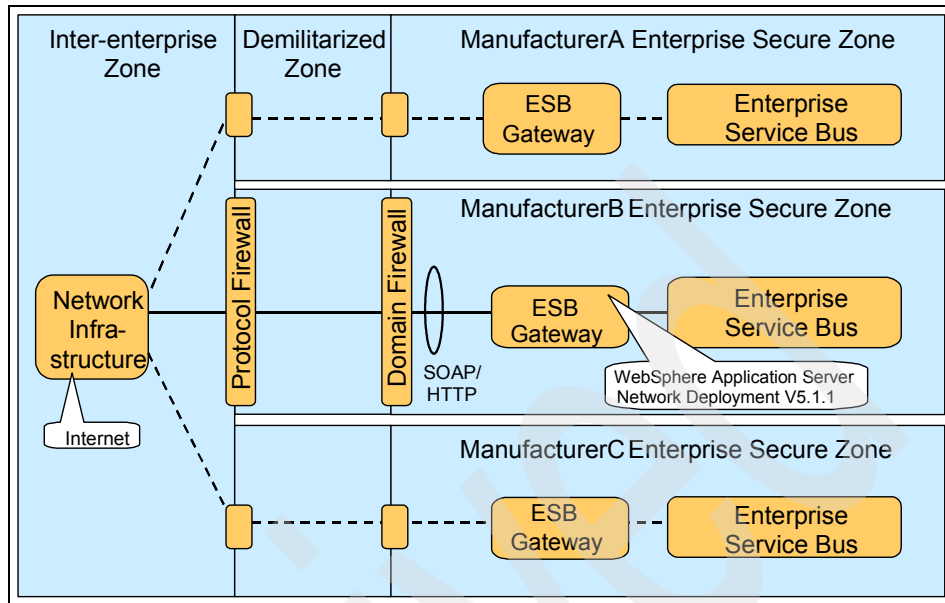 Inter-enterprise
Zone
Demilitarized
Zone
ManufacturerA Enterprise Secure Zone
ESB
Gateway
Enterprise
Service Bus
ManufacturerB Enterprise Secure Zone
Network
Infra-
structure
Internet
Protocol Firewall
Domain Firewall
SOAP/
HTTP
ESB
Gateway
Enterprise
Service Bus
WebSphere Application Server
Network Deployment V5.1.1
ManufacturerC Enterprise Secure Zone
ESB
Gateway
Enterprise
Service Bus